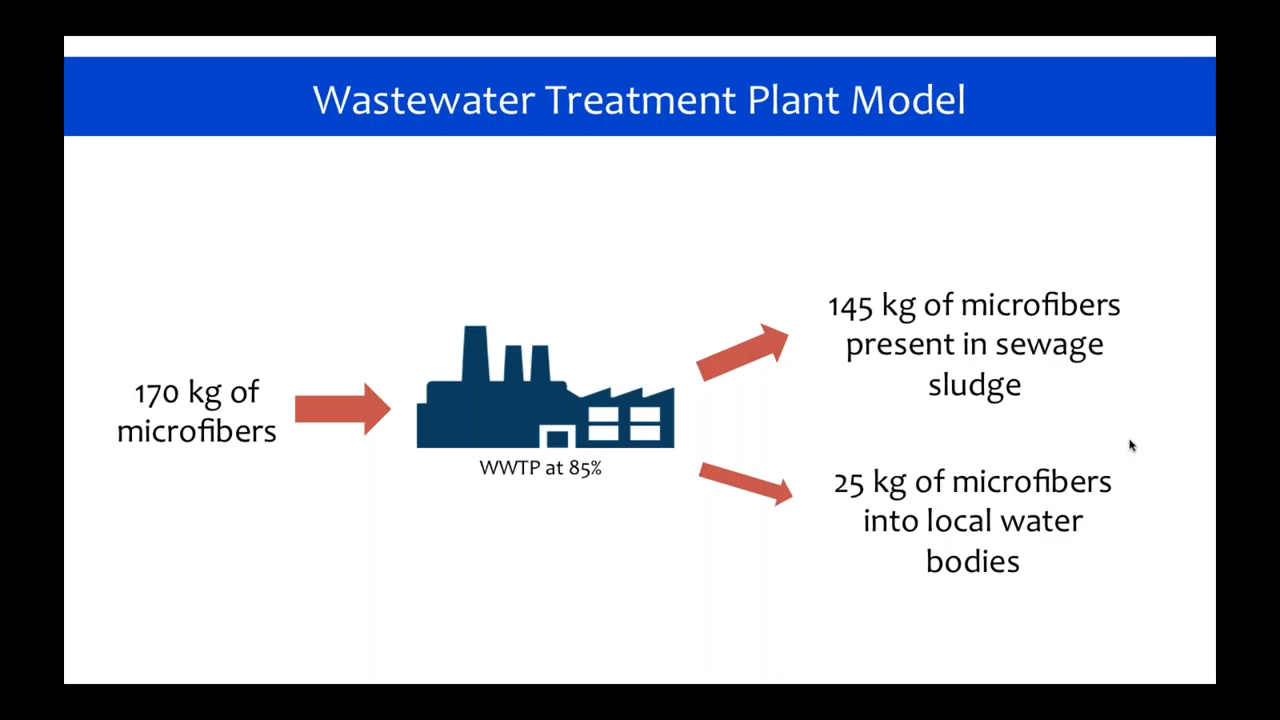 Wastewater Treatment Plant Model
170 kg of
microfibers
WWTP at 85%
145 kg of microfibers
present in sewage
sludge
25 kg of microfibers
into local water
bodies